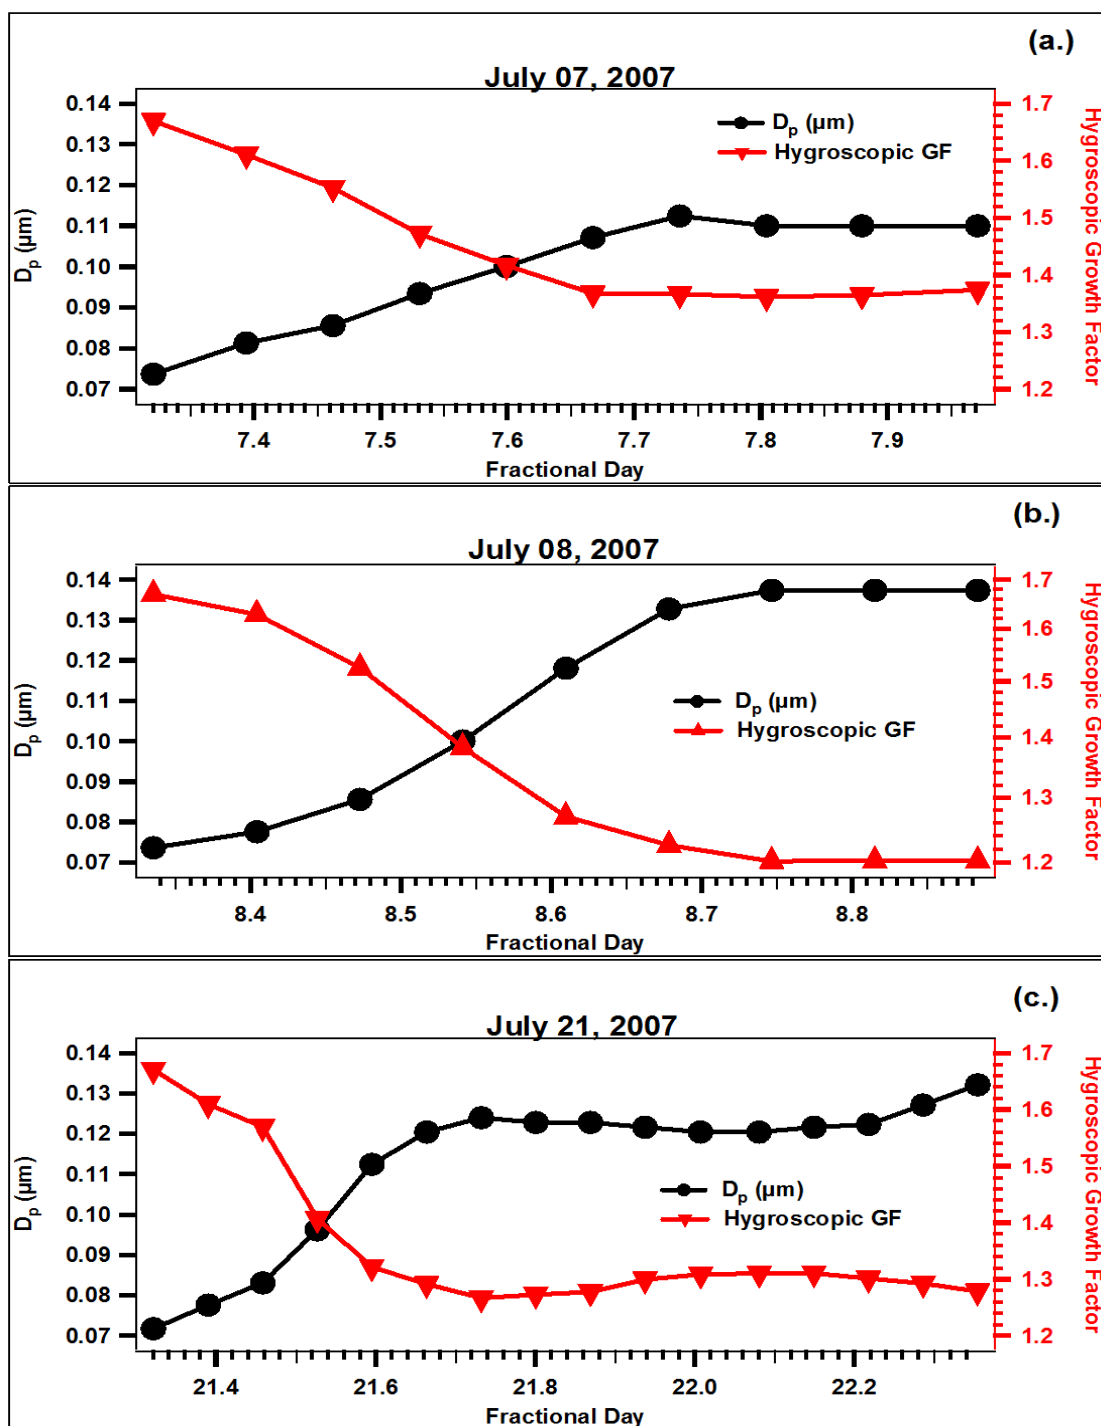 (a.)
July 07, 2007
0.14
0.13
0.12
0.11
0.10
0.09
0.08
0.07
D_p (µm)
D_p (µm)
Hygroscopic GF
1.7
1.6
1.5
1.4
1.3
1.2
Hygroscopic Growth Factor
7.4 7.5 7.6 7.7 7.8 7.9
Fractional Day
(b.)
July 08, 2007
0.14
0.13
0.12
0.11
0.10
0.09
0.08
0.07
D_p (µm)
D_p (µm)
Hygroscopic GF
1.7
1.6
1.5
1.4
1.3
1.2
Hygroscopic Growth Factor
8.4 8.5 8.6 8.7 8.8
Fractional Day
(c.)
July 21, 2007
0.14
0.13
0.12
0.11
0.10
0.09
0.08
0.07
D_p (µm)
D_p (µm)
Hygroscopic GF
1.7
1.6
1.5
1.4
1.3
1.2
Hygroscopic Growth Factor
21.4 21.6 21.8 22.0 22.2
Fractional Day